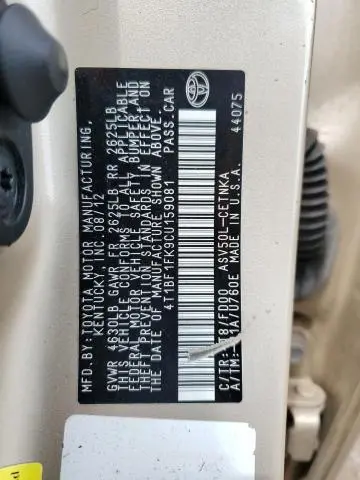 MFD. BY:TOYOTA MOTOR MANUFACTURING,
KENTUCKY, INC. 08/12
GVWR 4630LB GAWR FR 2625LB RR 2625LB
THIS VEHICLE CONFORMS TO ALL APPLICABLE
FEDERAL MOTOR VEHICLE SAFETY, BUMPER, AND
THEFT PREVENTION STANDARDS IN EFFECT ON
THE DATE OF MANUFACTURE SHOWN ABOVE.
4T1BF1FK9CU159081 PASS.CAR
C/TR: /FD00 ASV50L-CETNKA
A/TM: /U760E MADE IN U.S.A.
44075